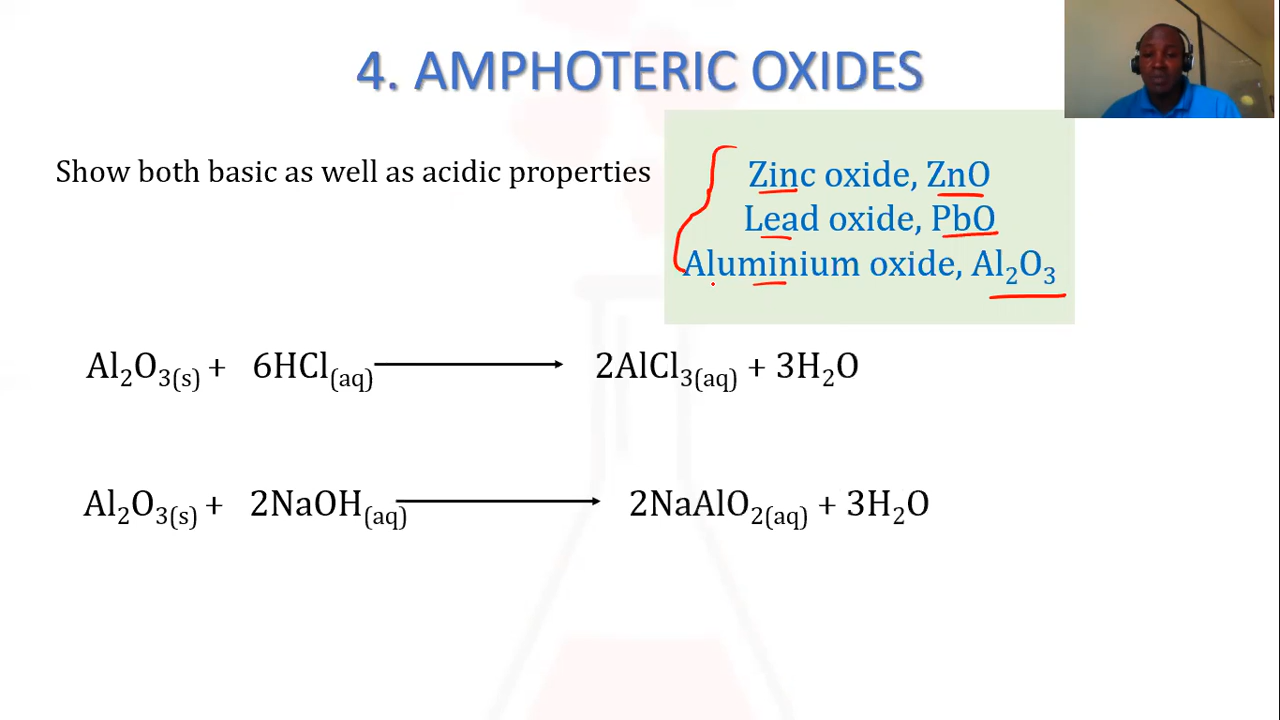 4. AMPHOTERIC OXIDES
Show both basic as well as acidic properties
Zinc oxide, ZnO
Lead oxide, PbO
Aluminium oxide, Al₂O₃
Al₂O₃(s) + 6HCl(aq) ⟶ 2AlCl₃(aq) + 3H₂O
Al₂O₃(s) + 2NaOH(aq) ⟶ 2NaAlO₂(aq) + 3H₂O